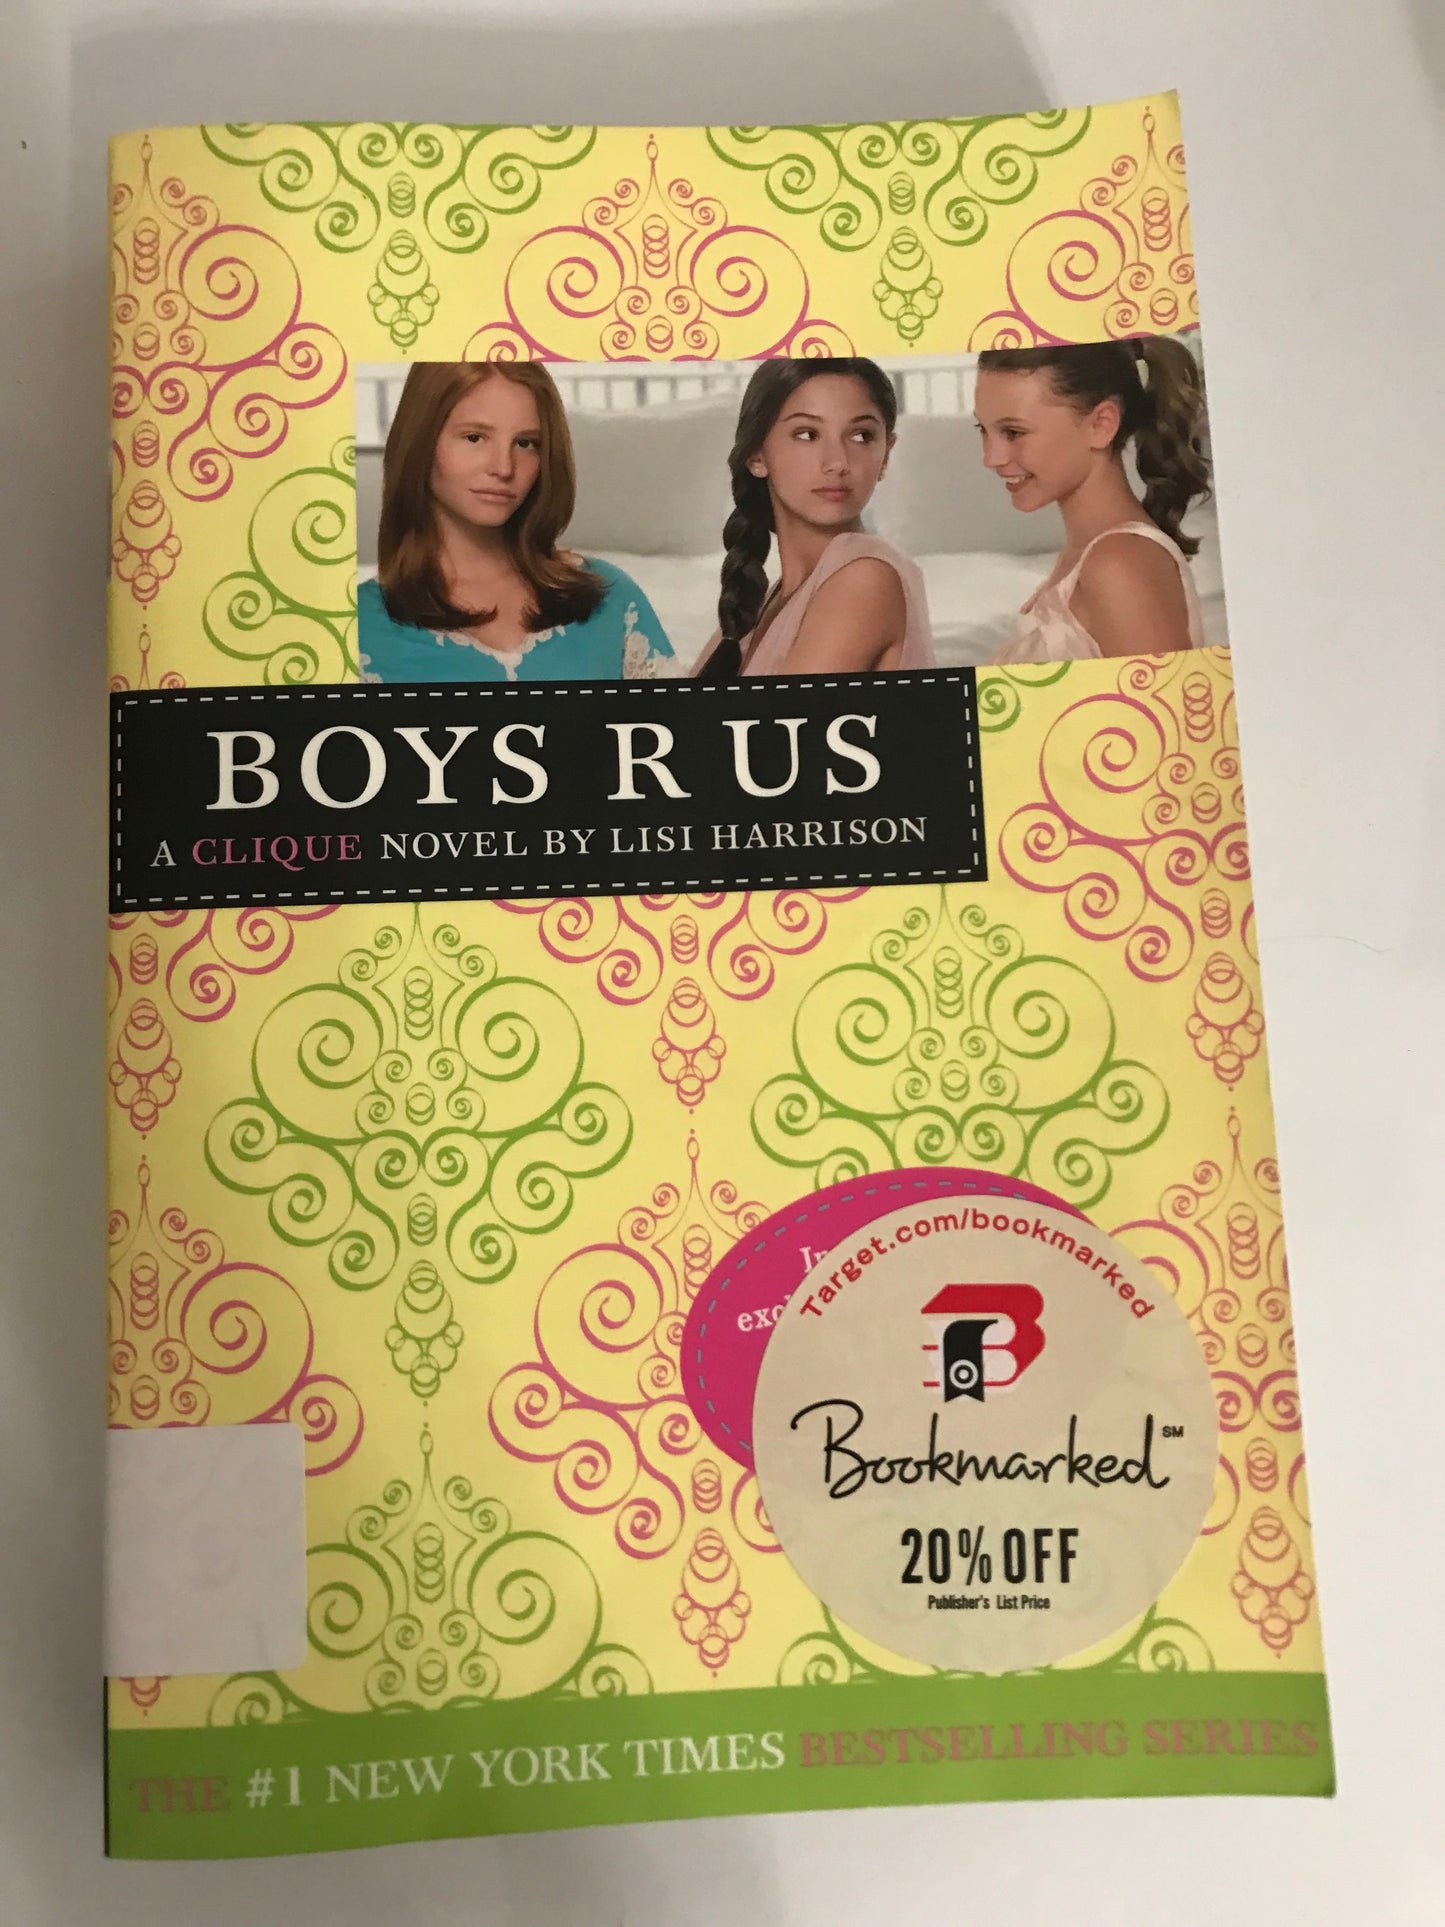 BOYS R US
A CLIQUE NOVEL BY LISI HARRISON
Target.com/bookmarked
B
Bookmarked SM
20% OFF
Publisher's List Price
THE #1 NEW YORK TIMES BESTSELLING SERIES